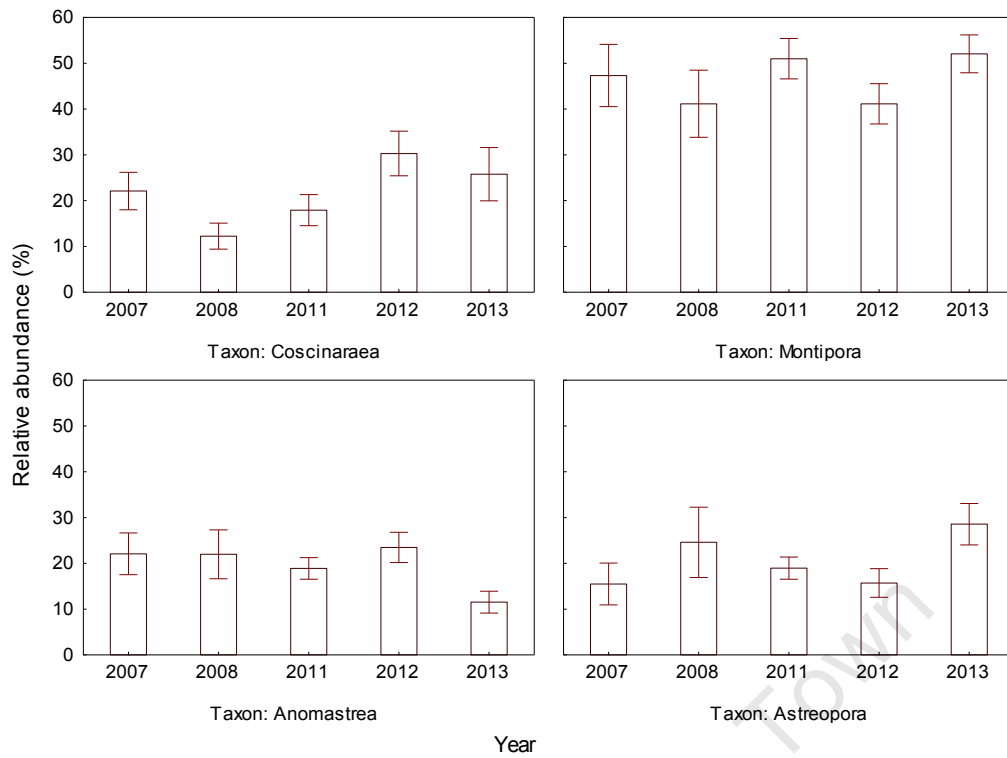 Relative abundance (%)
60
50
40
30
20
10
0
2007 2008 2011 2012 2013
Taxon: Coscinaraea
2007 2008 2011 2012 2013
Taxon: Montipora
60
50
40
30
20
10
0
2007 2008 2011 2012 2013
Taxon: Anomastrea
2007 2008 2011 2012 2013
Taxon: Astreopora
Year
Town